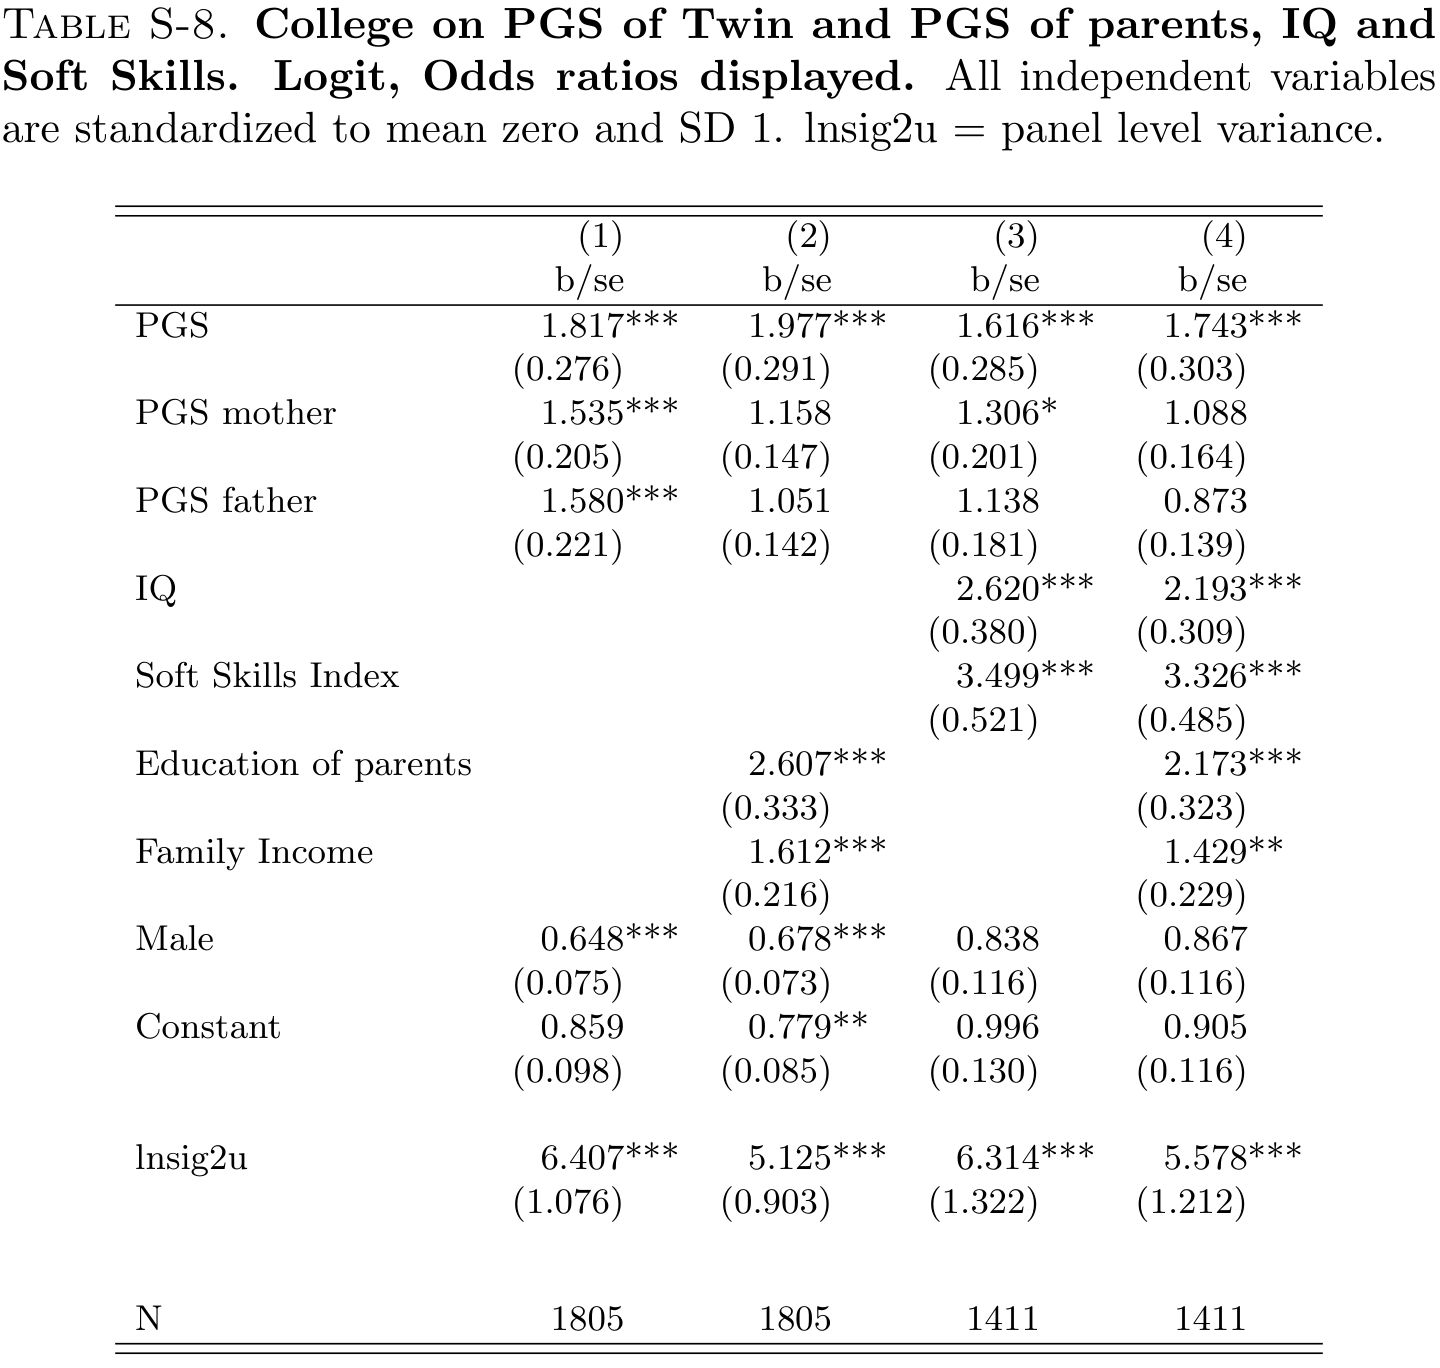 TABLE S-8. College on PGS of Twin and PGS of parents, IQ and
Soft Skills. Logit, Odds ratios displayed. All independent variables
are standardized to mean zero and SD 1. lnsig2u = panel level variance.
(1) (2) (3) (4)
b/se b/se b/se b/se
PGS 1.817*** 1.977*** 1.616*** 1.743***
(0.276) (0.291) (0.285) (0.303)
PGS mother 1.535*** 1.158 1.306* 1.088
(0.205) (0.147) (0.201) (0.164)
PGS father 1.580*** 1.051 1.138 0.873
(0.221) (0.142) (0.181) (0.139)
IQ 2.620*** 2.193***
(0.380) (0.309)
Soft Skills Index 3.499*** 3.326***
(0.521) (0.485)
Education of parents 2.607*** 2.173***
(0.333) (0.323)
Family Income 1.612*** 1.429**
(0.216) (0.229)
Male 0.648*** 0.678*** 0.838 0.867
(0.075) (0.073) (0.116) (0.116)
Constant 0.859 0.779** 0.996 0.905
(0.098) (0.085) (0.130) (0.116)
lnsig2u 6.407*** 5.125*** 6.314*** 5.578***
(1.076) (0.903) (1.322) (1.212)
N 1805 1805 1411 1411